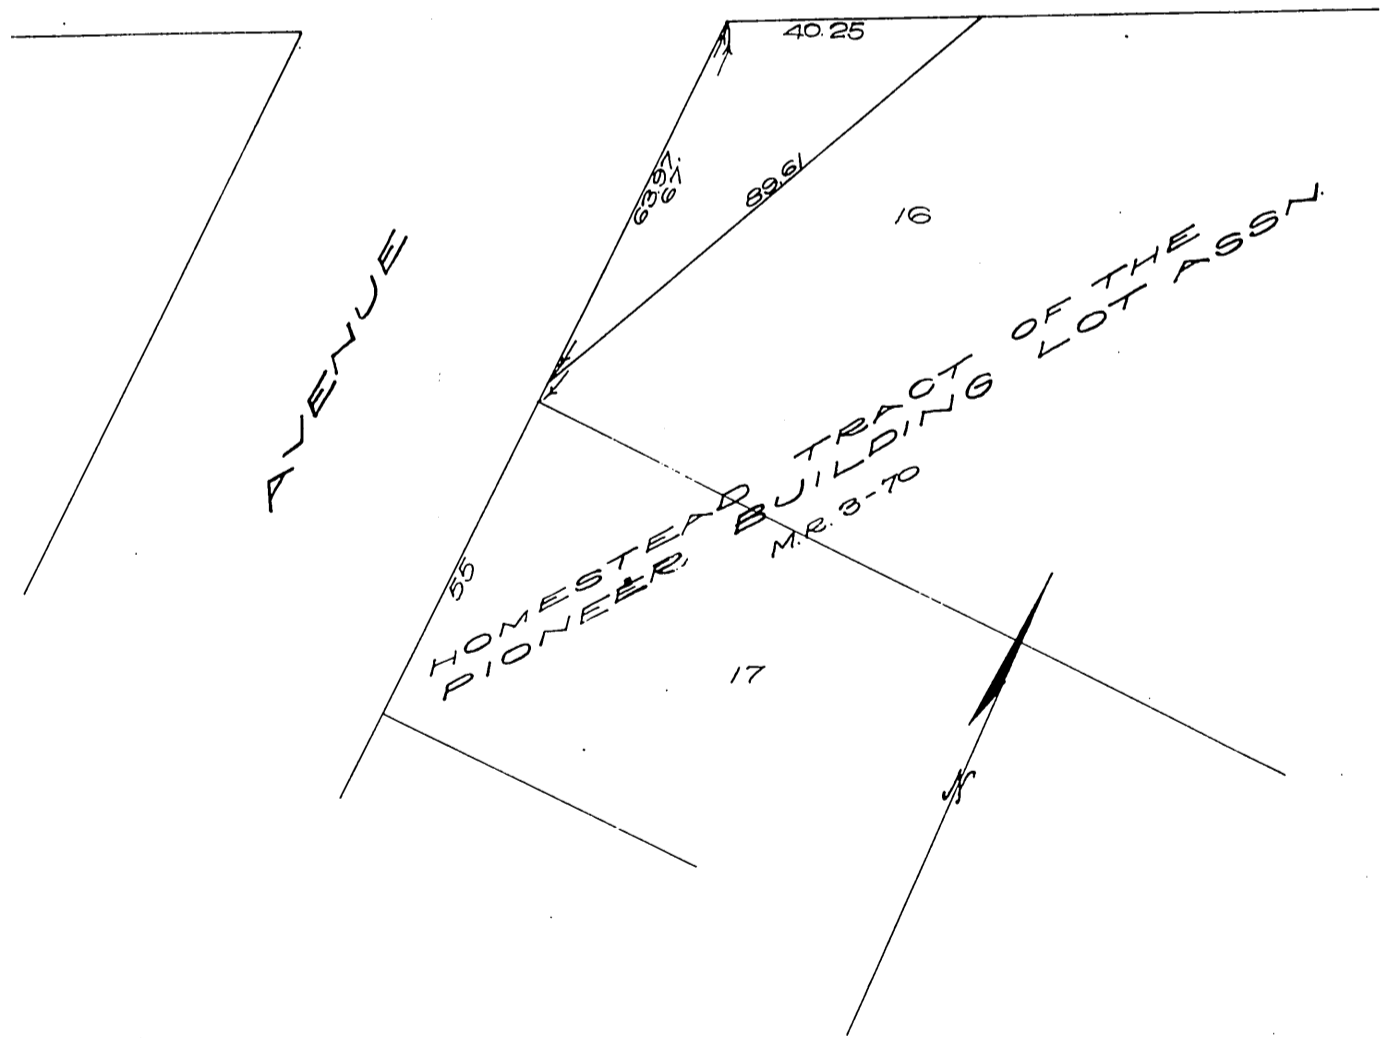 40.25
63.97
67
89.61
16
AVENUE
HOMESTEAD TRACT OF THE
PIONEER BUILDING LOT ASSN.
M.R. 3-70
55
17